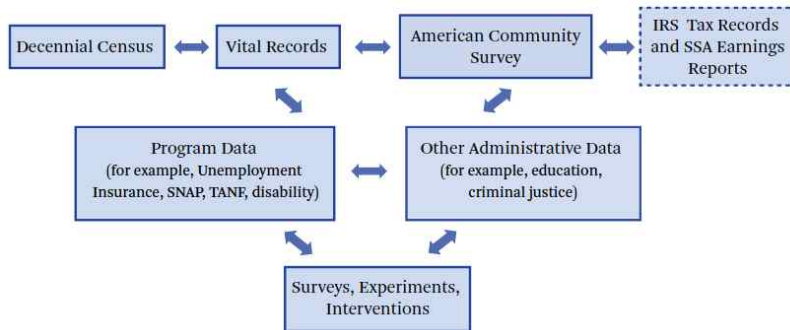 Decennial Census
Vital Records
American Community
Survey
IRS Tax Records
and SSA Earnings
Reports
Program Data
(for example, Unemployment
Insurance, SNAP, TANF, disability)
Other Administrative Data
(for example, education,
criminal justice)
Surveys, Experiments,
Interventions